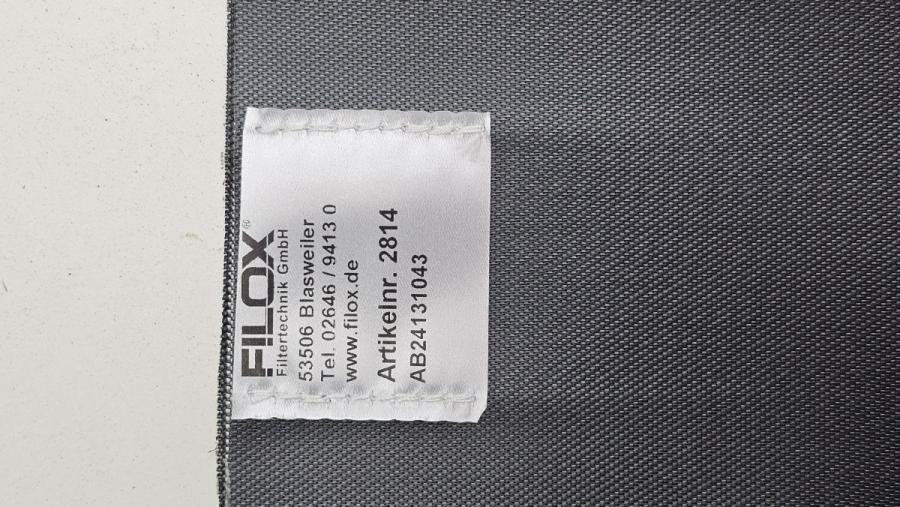 FILOX®
Filtertechnik GmbH
53506 Blasweiler
Tel. 02646 / 9413 0
www.filox.de
Artikelnr. 2814
AB24131043